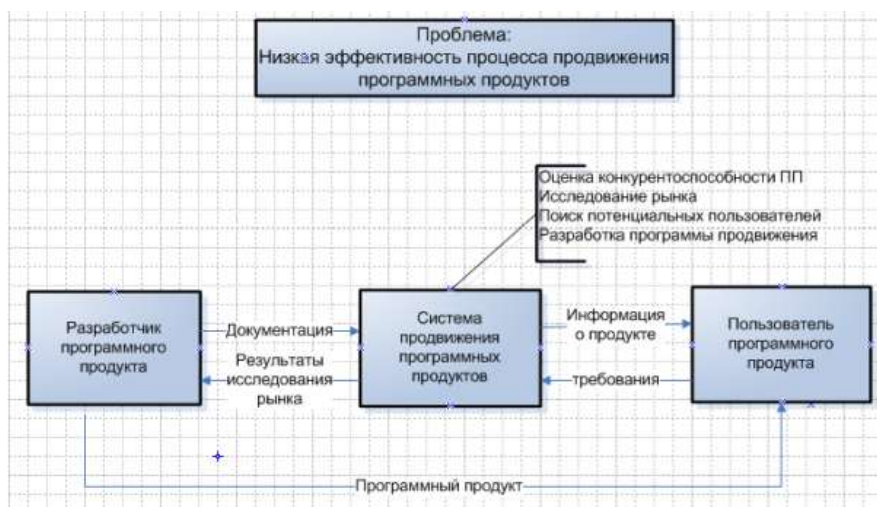 Проблема:
Низкая эффективность процесса продвижения
программных продуктов
Оценка конкурентоспособности ПП
Исследование рынка
Поиск потенциальных пользователей
Разработка программы продвижения
Разработчик
программного
продукта
Документация
Результаты
исследования
рынка
Система
продвижения
программных
продуктов
Информация
о продукте
требования
Пользователь
программного
продукта
Программный продукт